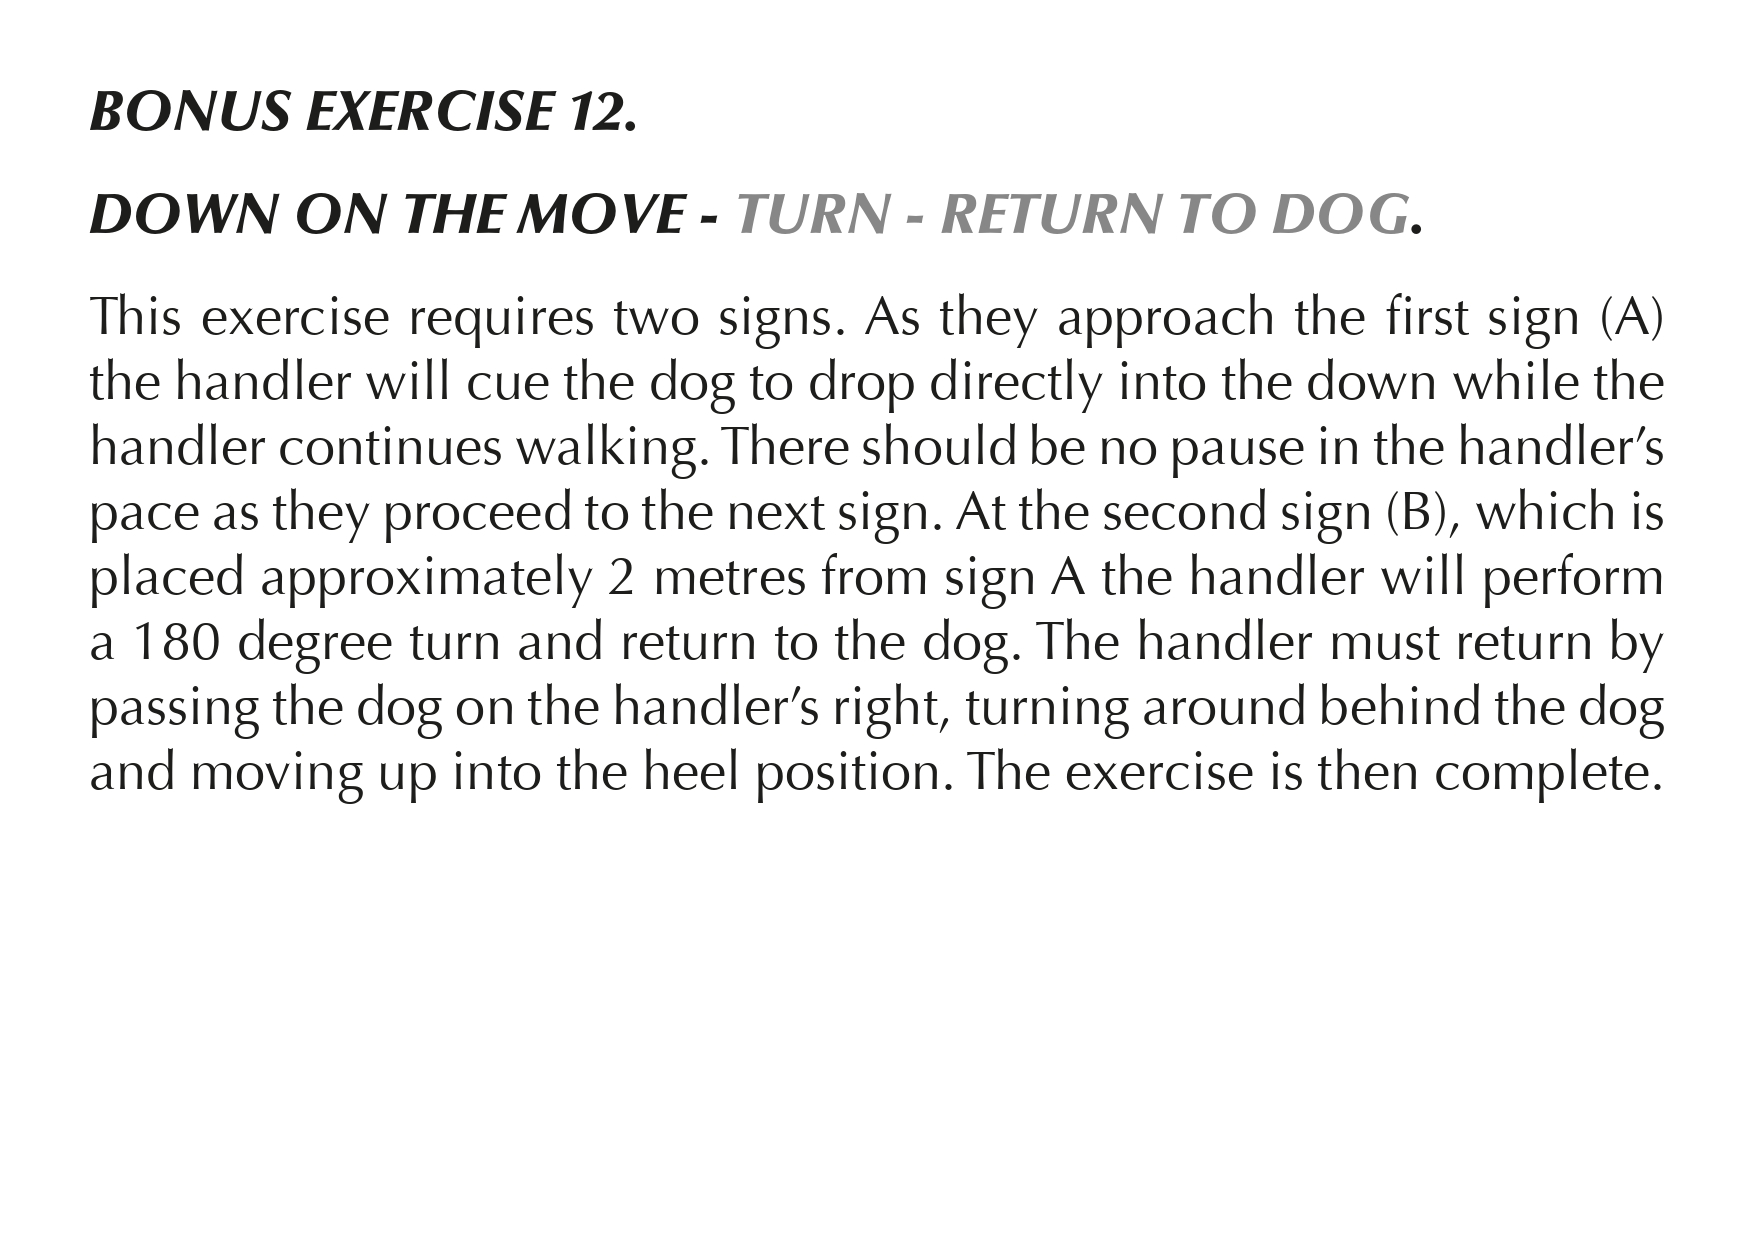 BONUS EXERCISE 12.
DOWN ON THE MOVE - TURN - RETURN TO DOG.
This exercise requires two signs. As they approach the first sign (A)
the handler will cue the dog to drop directly into the down while the
handler continues walking. There should be no pause in the handler’s
pace as they proceed to the next sign. At the second sign (B), which is
placed approximately 2 metres from sign A the handler will perform
a 180 degree turn and return to the dog. The handler must return by
passing the dog on the handler’s right, turning around behind the dog
and moving up into the heel position. The exercise is then complete.